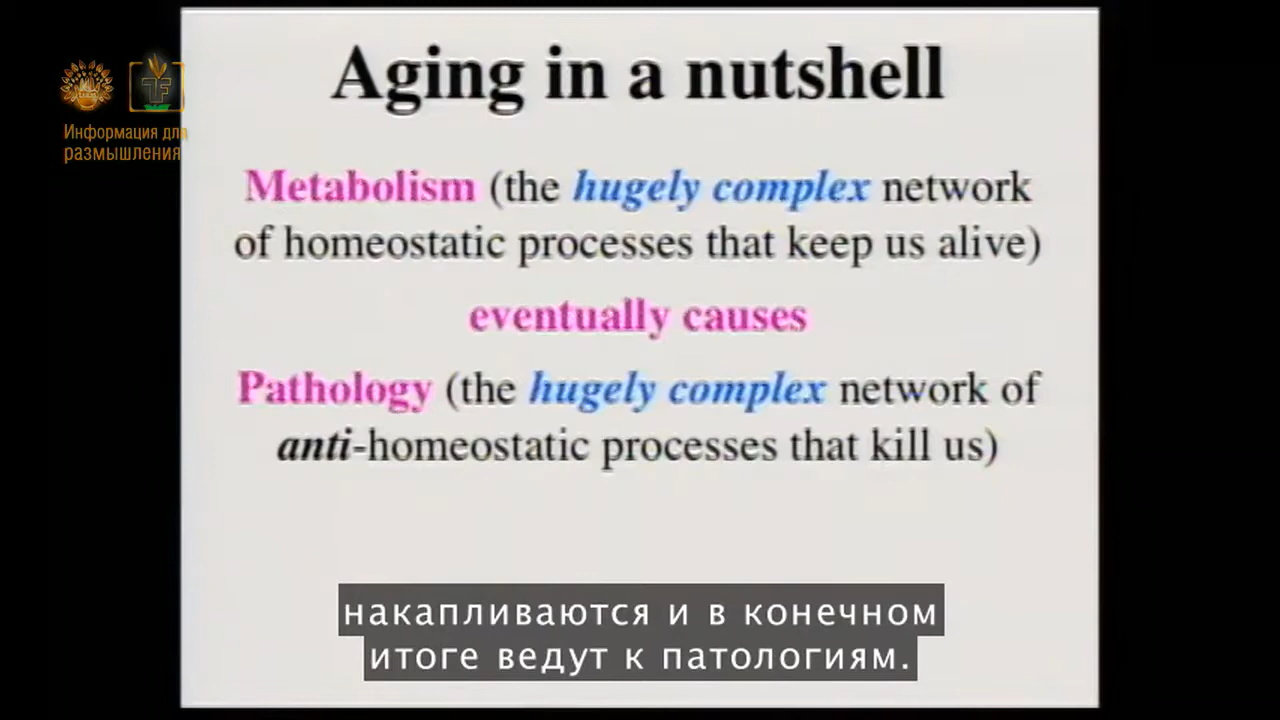 Aging in a nutshell
Информация для
размышления
Metabolism (the hugely complex network
of homeostatic processes that keep us alive)
eventually causes
Pathology (the hugely complex network of
anti-homeostatic processes that kill us)
накапливаются и в конечном
итоге ведут к патологиям.